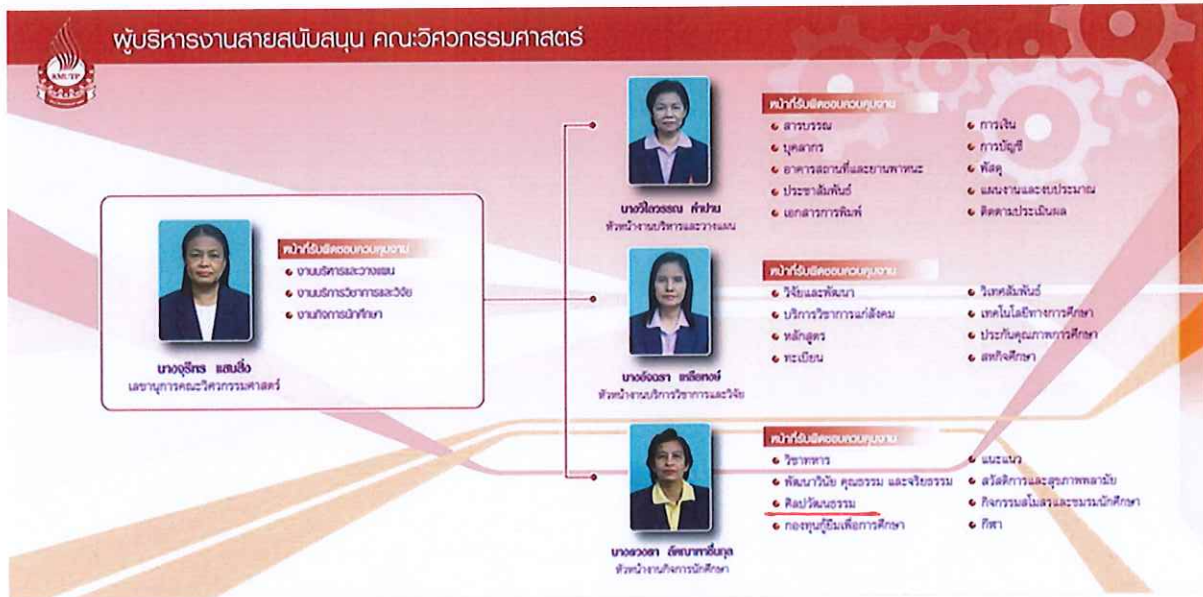 ผู้บริหารงานสายสนับสนุน คณะวิศวกรรมศาสตร์
RMUTP
หน้าที่รับผิดชอบควบคุมงาน
งานบริหารและวางแผน
งานบริการวิชาการและวิจัย
งานกิจการนักศึกษา
นางจุรีทร แสนสิ่ง
เลขานุการคณะวิศวกรรมศาสตร์
หน้าที่รับผิดชอบควบคุมงาน
สารบรรณ
บุคลากร
อาคารสถานที่และยานพาหนะ
ประชาสัมพันธ์
เอกสารการพิมพ์
การเงิน
การบัญชี
พัสดุ
แผนงานและงบประมาณ
ติดตามประเมินผล
นางวิไลวรรณ คำปาน
หัวหน้างานบริหารและวางแผน
หน้าที่รับผิดชอบควบคุมงาน
วิจัยและพัฒนา
บริการวิชาการแก่สังคม
หลักสูตร
ทะเบียน
วิเทศสัมพันธ์
เทคโนโลยีทางการศึกษา
ประกันคุณภาพการศึกษา
สหกิจศึกษา
นางอัจฉรา เหลือพงษ์
หัวหน้างานบริการวิชาการและวิจัย
หน้าที่รับผิดชอบควบคุมงาน
วิชาทหาร
พัฒนาวินัย คุณธรรม และจริยธรรม
ศิลปวัฒนธรรม
กองทุนกู้ยืมเพื่อการศึกษา
แนะแนว
สวัสดิการและสุขภาพพลามัย
กิจกรรมสโมสรและชมรมนักศึกษา
กีฬา
หัวหน้างานกิจการนักศึกษา